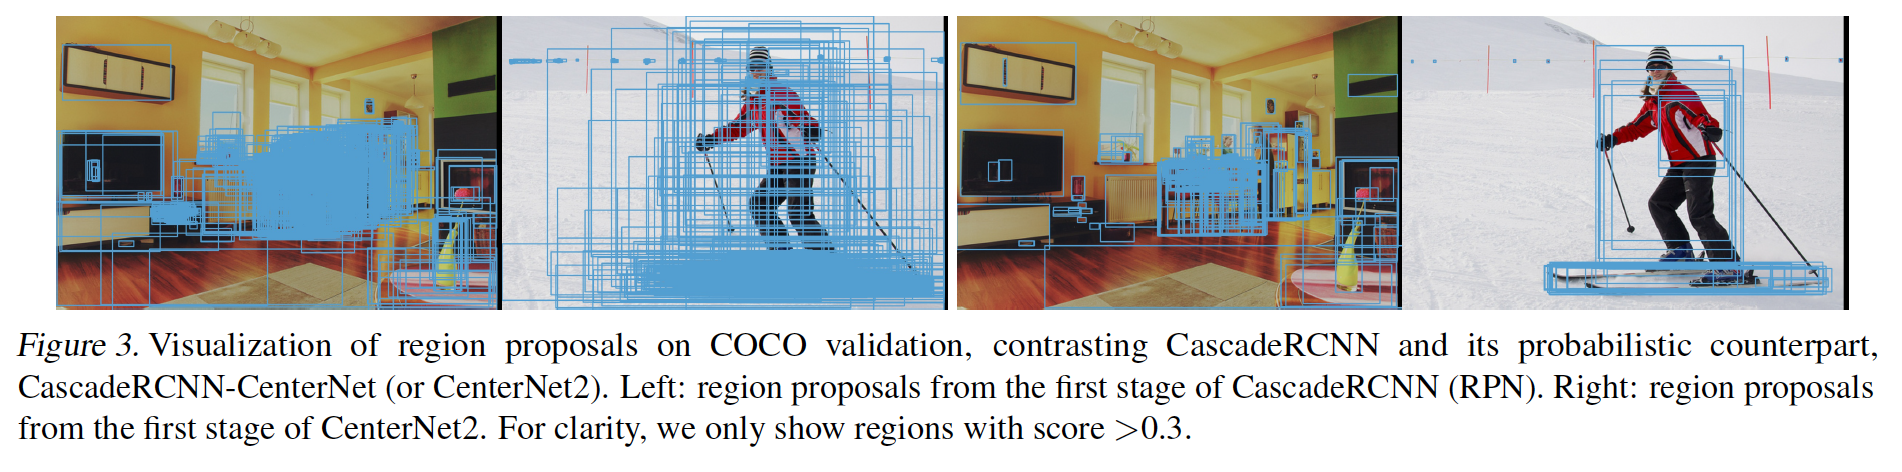 Figure 3. Visualization of region proposals on COCO validation, contrasting CascadeRCNN and its probabilistic counterpart,
CascadeRCNN-CenterNet (or CenterNet2). Left: region proposals from the first stage of CascadeRCNN (RPN). Right: region proposals
from the first stage of CenterNet2. For clarity, we only show regions with score >0.3.